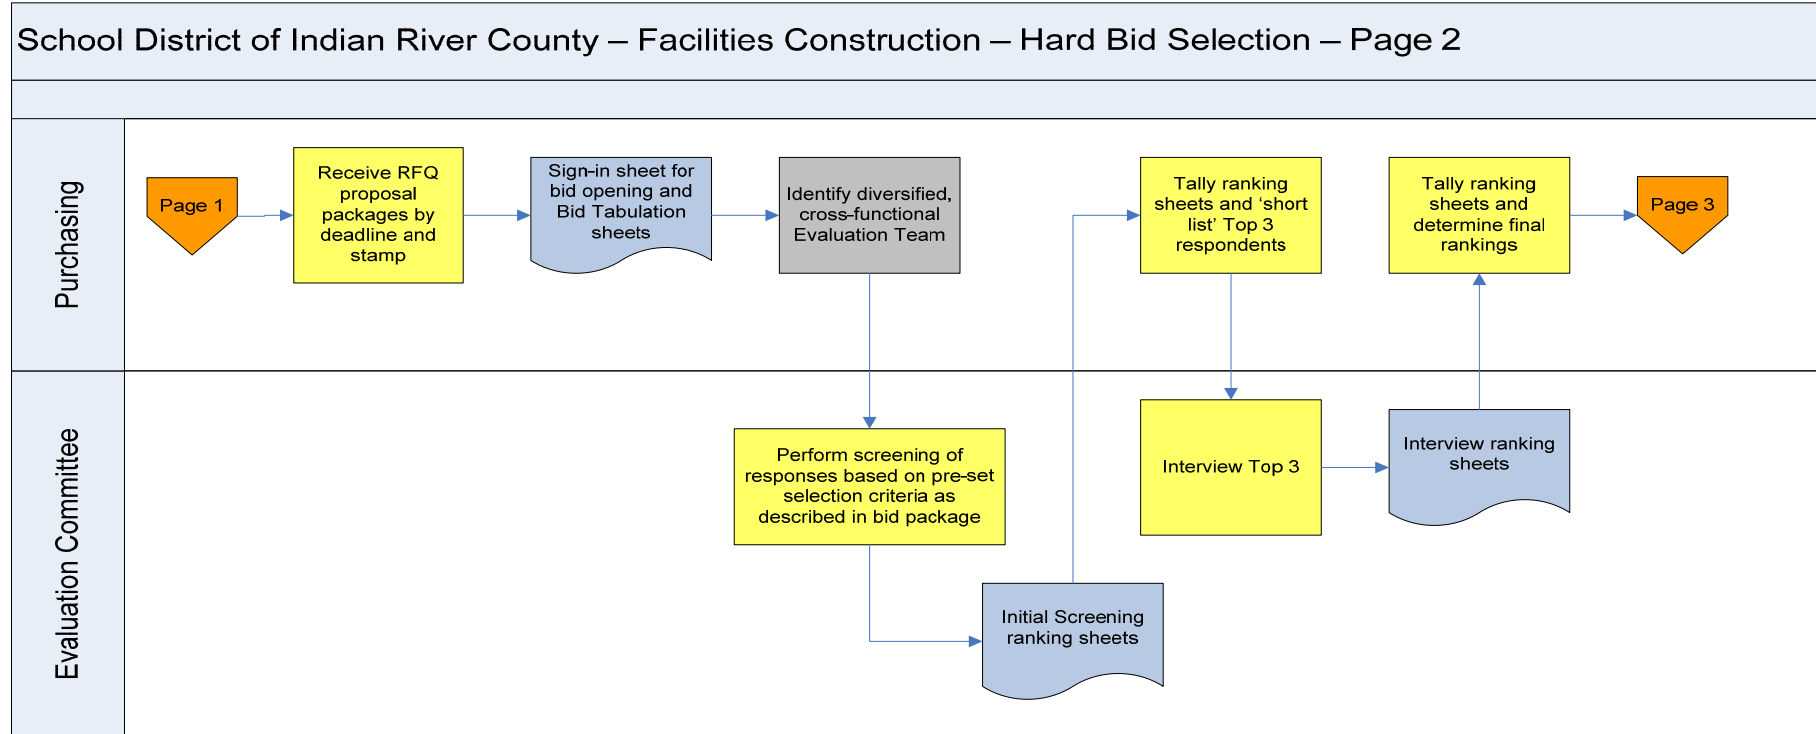 School District of Indian River County – Facilities Construction – Hard Bid Selection – Page 2
Purchasing
Page 1
Receive RFQ
proposal
packages by
deadline and
stamp
Sign-in sheet for
bid opening and
Bid Tabulation
sheets
Identify diversified,
cross-functional
Evaluation Team
Tally ranking
sheets and ‘short
list’ Top 3
respondents
Tally ranking
sheets and
determine final
rankings
Page 3
Evaluation Committee
Perform screening of
responses based on pre-set
selection criteria as
described in bid package
Initial Screening
ranking sheets
Interview Top 3
Interview ranking
sheets